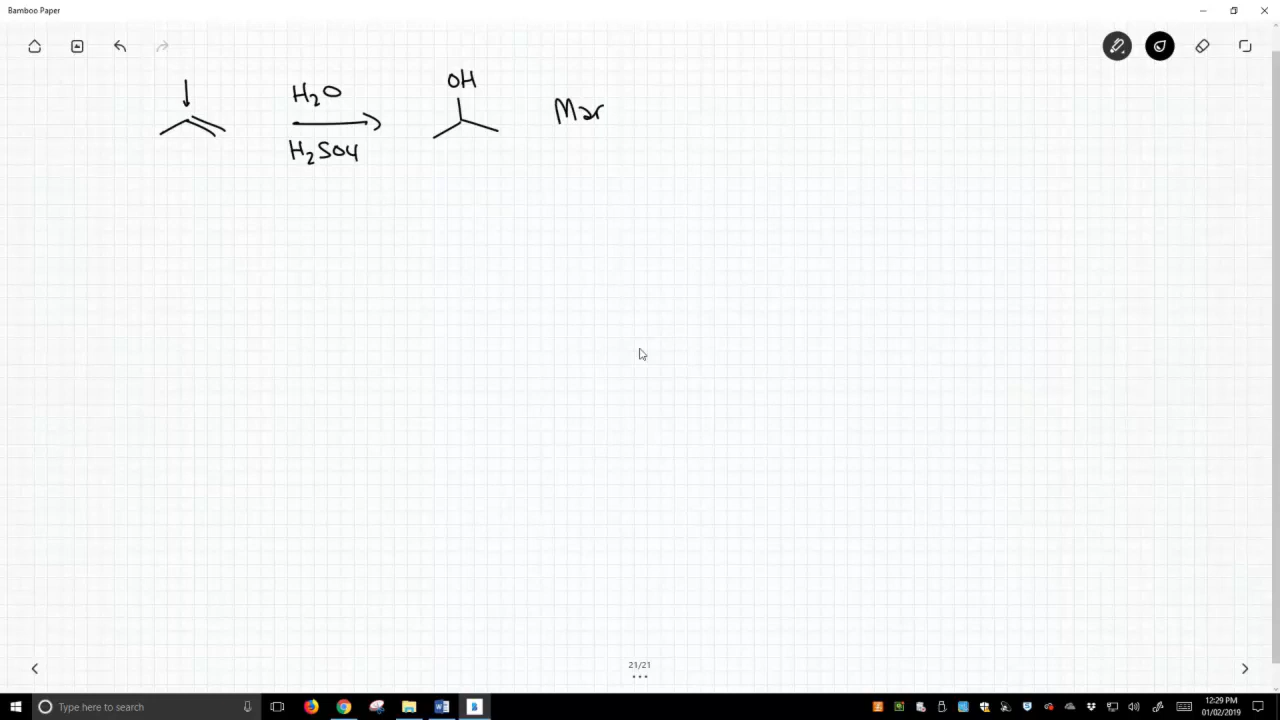 Bamboo Paper
OH
H₂O
Mar
H₂SO4
21/21
Type here to search
12:29 PM
01/02/2019